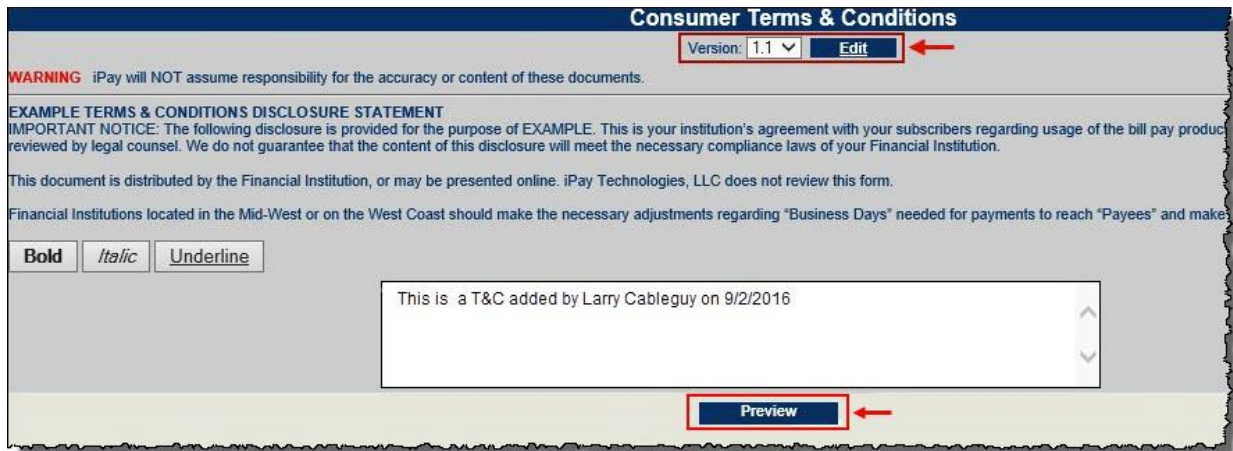 Consumer Terms & Conditions
Version: 1.1 Edit
WARNING iPay will NOT assume responsibility for the accuracy or content of these documents.
EXAMPLE TERMS & CONDITIONS DISCLOSURE STATEMENT
IMPORTANT NOTICE: The following disclosure is provided for the purpose of EXAMPLE. This is your institution's agreement with your subscribers regarding usage of the bill pay produc
reviewed by legal counsel. We do not guarantee that the content of this disclosure will meet the necessary compliance laws of your Financial Institution.
This document is distributed by the Financial Institution, or may be presented online. iPay Technologies, LLC does not review this form.
Financial Institutions located in the Mid-West or on the West Coast should make the necessary adjustments regarding “Business Days” needed for payments to reach “Payees” and make
Bold Italic Underline
This is a T&C added by Larry Cableguy on 9/2/2016
Preview